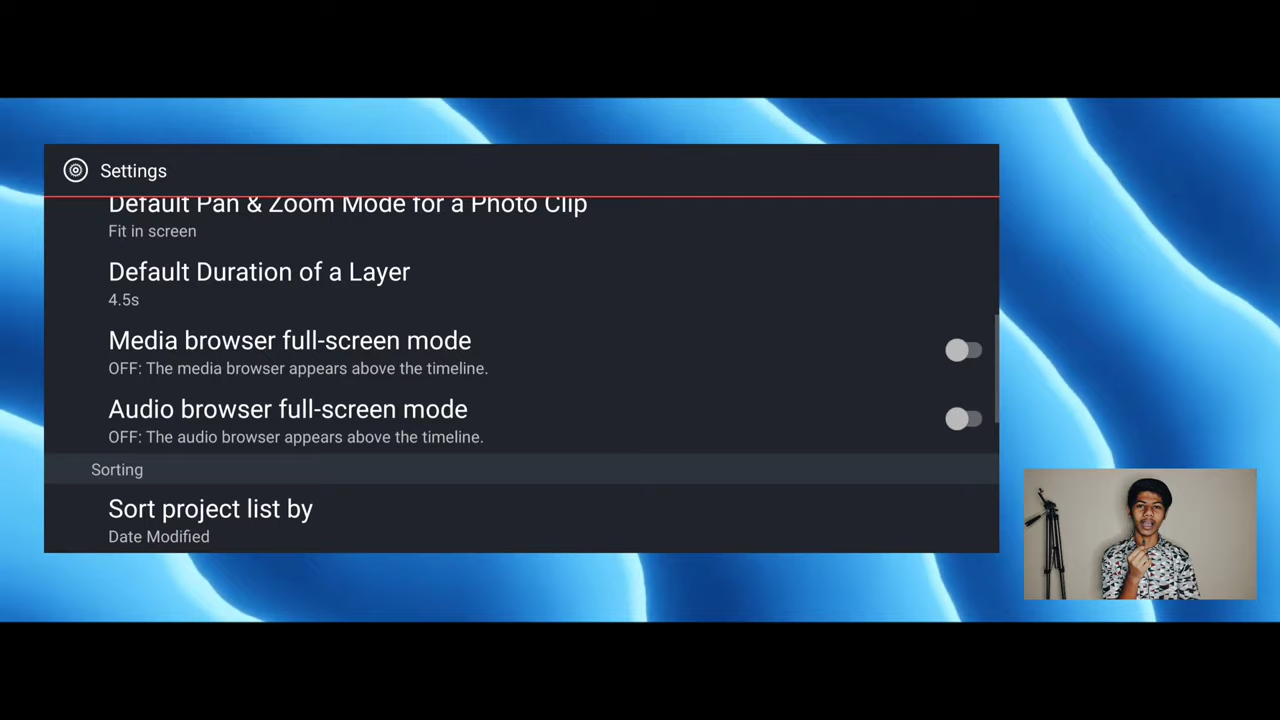 Settings
Default Pan & Zoom Mode for a Photo Clip
Fit in screen
Default Duration of a Layer
4.5s
Media browser full-screen mode
OFF: The media browser appears above the timeline.
Audio browser full-screen mode
OFF: The audio browser appears above the timeline.
Sorting
Sort project list by
Date Modified